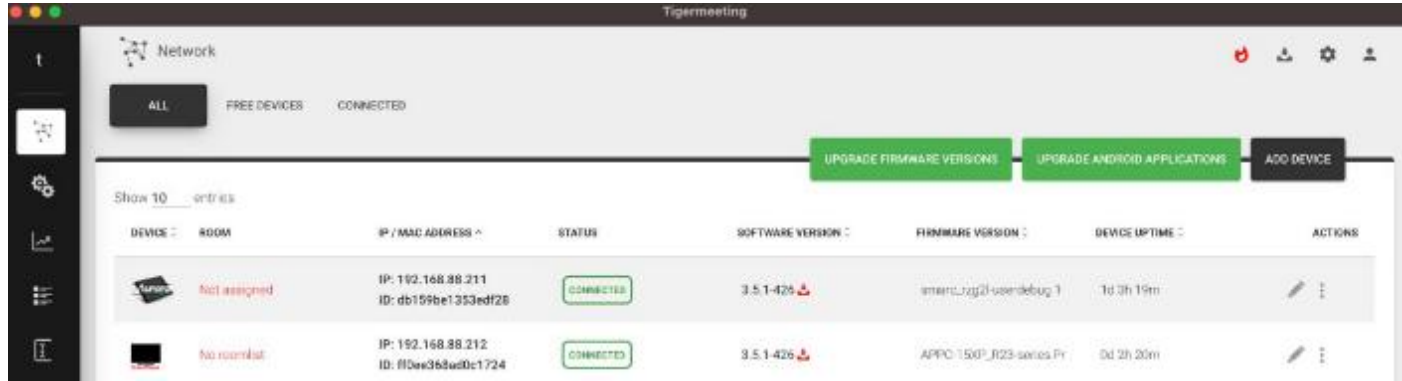 Tigermeeting
t
Network
ALL FREE DEVICES CONNECTED
UPGRADE FIRMWARE VERSIONS UPGRADE ANDROID APPLICATIONS ADD DEVICE
Show 10 entries
DEVICE ROOM IP / MAC ADDRESS STATUS SOFTWARE VERSION FIRMWARE VERSION DEVICE UPTIME ACTIONS
Not assigned IP: 192.168.88.211 CONNECTED 3.5.1-426 1d 3h 19m
ID: db159be1353edf28
No roomlist IP: 192.168.88.212 CONNECTED 3.5.1-426 0d 2h 20m